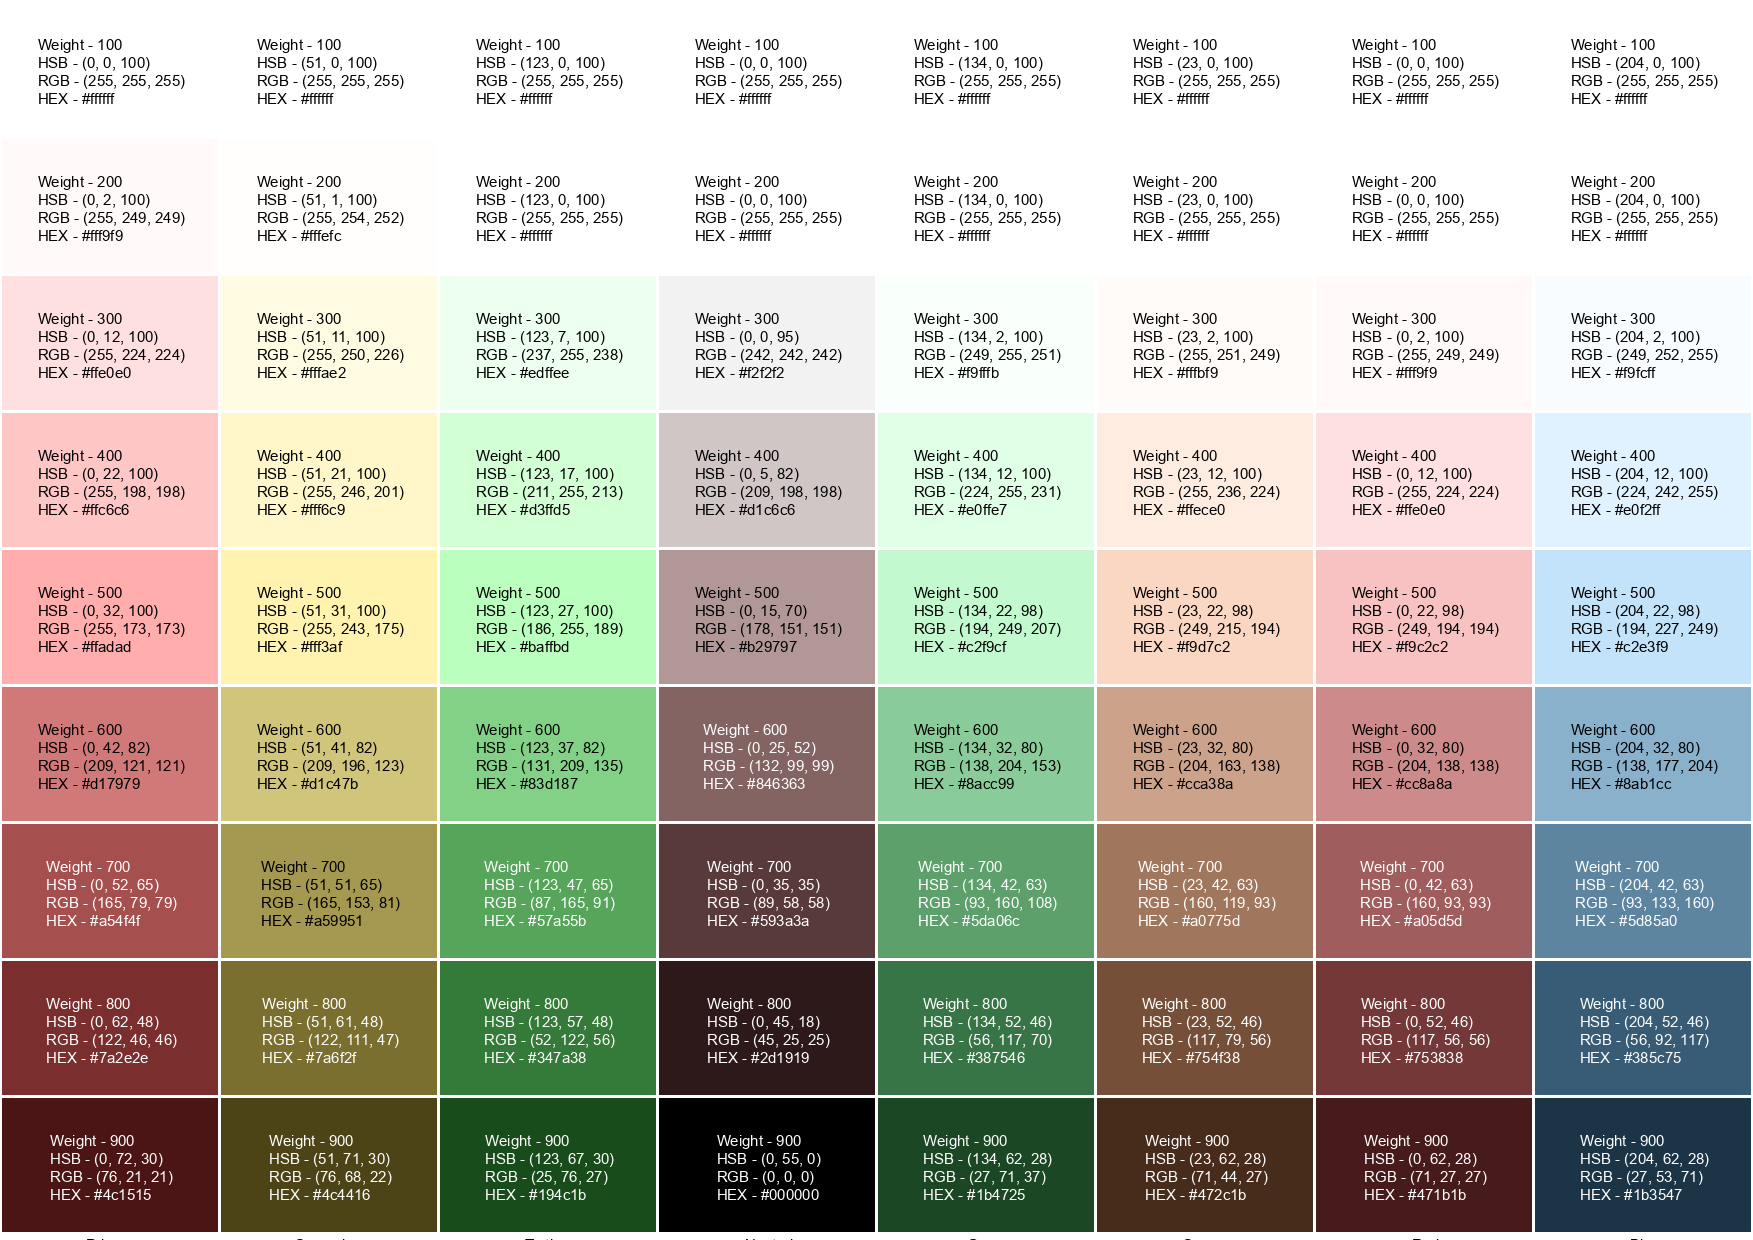 Weight - 100
HSB - (0, 0, 100)
RGB - (255, 255, 255)
HEX - #ffffff
Weight - 100
HSB - (51, 0, 100)
RGB - (255, 255, 255)
HEX - #ffffff
Weight - 100
HSB - (123, 0, 100)
RGB - (255, 255, 255)
HEX - #ffffff
Weight - 100
HSB - (0, 0, 100)
RGB - (255, 255, 255)
HEX - #ffffff
Weight - 100
HSB - (134, 0, 100)
RGB - (255, 255, 255)
HEX - #ffffff
Weight - 100
HSB - (23, 0, 100)
RGB - (255, 255, 255)
HEX - #ffffff
Weight - 100
HSB - (0, 0, 100)
RGB - (255, 255, 255)
HEX - #ffffff
Weight - 100
HSB - (204, 0, 100)
RGB - (255, 255, 255)
HEX - #ffffff
Weight - 200
HSB - (0, 2, 100)
RGB - (255, 249, 249)
HEX - #fff9f9
Weight - 200
HSB - (51, 1, 100)
RGB - (255, 254, 252)
HEX - #fffefc
Weight - 200
HSB - (123, 0, 100)
RGB - (255, 255, 255)
HEX - #ffffff
Weight - 200
HSB - (0, 0, 100)
RGB - (255, 255, 255)
HEX - #ffffff
Weight - 200
HSB - (134, 0, 100)
RGB - (255, 255, 255)
HEX - #ffffff
Weight - 200
HSB - (23, 0, 100)
RGB - (255, 255, 255)
HEX - #ffffff
Weight - 200
HSB - (0, 0, 100)
RGB - (255, 255, 255)
HEX - #ffffff
Weight - 200
HSB - (204, 0, 100)
RGB - (255, 255, 255)
HEX - #ffffff
Weight - 300
HSB - (0, 12, 100)
RGB - (255, 224, 224)
HEX - #ffe0e0
Weight - 300
HSB - (51, 11, 100)
RGB - (255, 250, 226)
HEX - #fffae2
Weight - 300
HSB - (123, 7, 100)
RGB - (237, 255, 238)
HEX - #edffee
Weight - 300
HSB - (0, 0, 95)
RGB - (242, 242, 242)
HEX - #f2f2f2
Weight - 300
HSB - (134, 2, 100)
RGB - (249, 255, 251)
HEX - #f9fffb
Weight - 300
HSB - (23, 2, 100)
RGB - (255, 251, 249)
HEX - #fffbf9
Weight - 300
HSB - (0, 2, 100)
RGB - (255, 249, 249)
HEX - #fff9f9
Weight - 300
HSB - (204, 2, 100)
RGB - (249, 252, 255)
HEX - #f9fcff
Weight - 400
HSB - (0, 22, 100)
RGB - (255, 198, 198)
HEX - #ffc6c6
Weight - 400
HSB - (51, 21, 100)
RGB - (255, 246, 201)
HEX - #fff6c9
Weight - 400
HSB - (123, 17, 100)
RGB - (211, 255, 213)
HEX - #d3ffd5
Weight - 400
HSB - (0, 5, 82)
RGB - (209, 198, 198)
HEX - #d1c6c6
Weight - 400
HSB - (134, 12, 100)
RGB - (224, 255, 231)
HEX - #e0ffe7
Weight - 400
HSB - (23, 12, 100)
RGB - (255, 236, 224)
HEX - #ffece0
Weight - 400
HSB - (0, 12, 100)
RGB - (255, 224, 224)
HEX - #ffe0e0
Weight - 400
HSB - (204, 12, 100)
RGB - (224, 242, 255)
HEX - #e0f2ff
Weight - 500
HSB - (0, 32, 100)
RGB - (255, 173, 173)
HEX - #ffadad
Weight - 500
HSB - (51, 31, 100)
RGB - (255, 243, 175)
HEX - #fff3af
Weight - 500
HSB - (123, 27, 100)
RGB - (186, 255, 189)
HEX - #baffbd
Weight - 500
HSB - (0, 15, 70)
RGB - (178, 151, 151)
HEX - #b29797
Weight - 500
HSB - (134, 22, 98)
RGB - (194, 249, 207)
HEX - #c2f9cf
Weight - 500
HSB - (23, 22, 98)
RGB - (249, 215, 194)
HEX - #f9d7c2
Weight - 500
HSB - (0, 22, 98)
RGB - (249, 194, 194)
HEX - #f9c2c2
Weight - 500
HSB - (204, 22, 98)
RGB - (194, 227, 249)
HEX - #c2e3f9
Weight - 600
HSB - (0, 42, 82)
RGB - (209, 121, 121)
HEX - #d17979
Weight - 600
HSB - (51, 41, 82)
RGB - (209, 196, 123)
HEX - #d1c47b
Weight - 600
HSB - (123, 37, 82)
RGB - (131, 209, 135)
HEX - #83d187
Weight - 600
HSB - (0, 25, 52)
RGB - (132, 99, 99)
HEX - #846363
Weight - 600
HSB - (134, 32, 80)
RGB - (138, 204, 153)
HEX - #8acc99
Weight - 600
HSB - (23, 32, 80)
RGB - (204, 163, 138)
HEX - #cca38a
Weight - 600
HSB - (0, 32, 80)
RGB - (204, 138, 138)
HEX - #cc8a8a
Weight - 600
HSB - (204, 32, 80)
RGB - (138, 177, 204)
HEX - #8ab1cc
Weight - 700
HSB - (0, 52, 65)
RGB - (165, 79, 79)
HEX - #a54f4f
Weight - 700
HSB - (51, 51, 65)
RGB - (165, 153, 81)
HEX - #a59951
Weight - 700
HSB - (123, 47, 65)
RGB - (87, 165, 91)
HEX - #57a55b
Weight - 700
HSB - (0, 35, 35)
RGB - (89, 58, 58)
HEX - #593a3a
Weight - 700
HSB - (134, 42, 63)
RGB - (93, 160, 108)
HEX - #5da06c
Weight - 700
HSB - (23, 42, 63)
RGB - (160, 119, 93)
HEX - #a0775d
Weight - 700
HSB - (0, 42, 63)
RGB - (160, 93, 93)
HEX - #a05d5d
Weight - 700
HSB - (204, 42, 63)
RGB - (93, 133, 160)
HEX - #5d85a0
Weight - 800
HSB - (0, 62, 48)
RGB - (122, 46, 46)
HEX - #7a2e2e
Weight - 800
HSB - (51, 61, 48)
RGB - (122, 111, 47)
HEX - #7a6f2f
Weight - 800
HSB - (123, 57, 48)
RGB - (52, 122, 56)
HEX - #347a38
Weight - 800
HSB - (0, 45, 18)
RGB - (45, 25, 25)
HEX - #2d1919
Weight - 800
HSB - (134, 52, 46)
RGB - (56, 117, 70)
HEX - #387546
Weight - 800
HSB - (23, 52, 46)
RGB - (117, 79, 56)
HEX - #754f38
Weight - 800
HSB - (0, 52, 46)
RGB - (117, 56, 56)
HEX - #753838
Weight - 800
HSB - (204, 52, 46)
RGB - (56, 92, 117)
HEX - #385c75
Weight - 900
HSB - (0, 72, 30)
RGB - (76, 21, 21)
HEX - #4c1515
Weight - 900
HSB - (51, 71, 30)
RGB - (76, 68, 22)
HEX - #4c4416
Weight - 900
HSB - (123, 67, 30)
RGB - (25, 76, 27)
HEX - #194c1b
Weight - 900
HSB - (0, 55, 0)
RGB - (0, 0, 0)
HEX - #000000
Weight - 900
HSB - (134, 62, 28)
RGB - (27, 71, 37)
HEX - #1b4725
Weight - 900
HSB - (23, 62, 28)
RGB - (71, 44, 27)
HEX - #472c1b
Weight - 900
HSB - (0, 62, 28)
RGB - (71, 27, 27)
HEX - #471b1b
Weight - 900
HSB - (204, 62, 28)
RGB - (27, 53, 71)
HEX - #1b3547